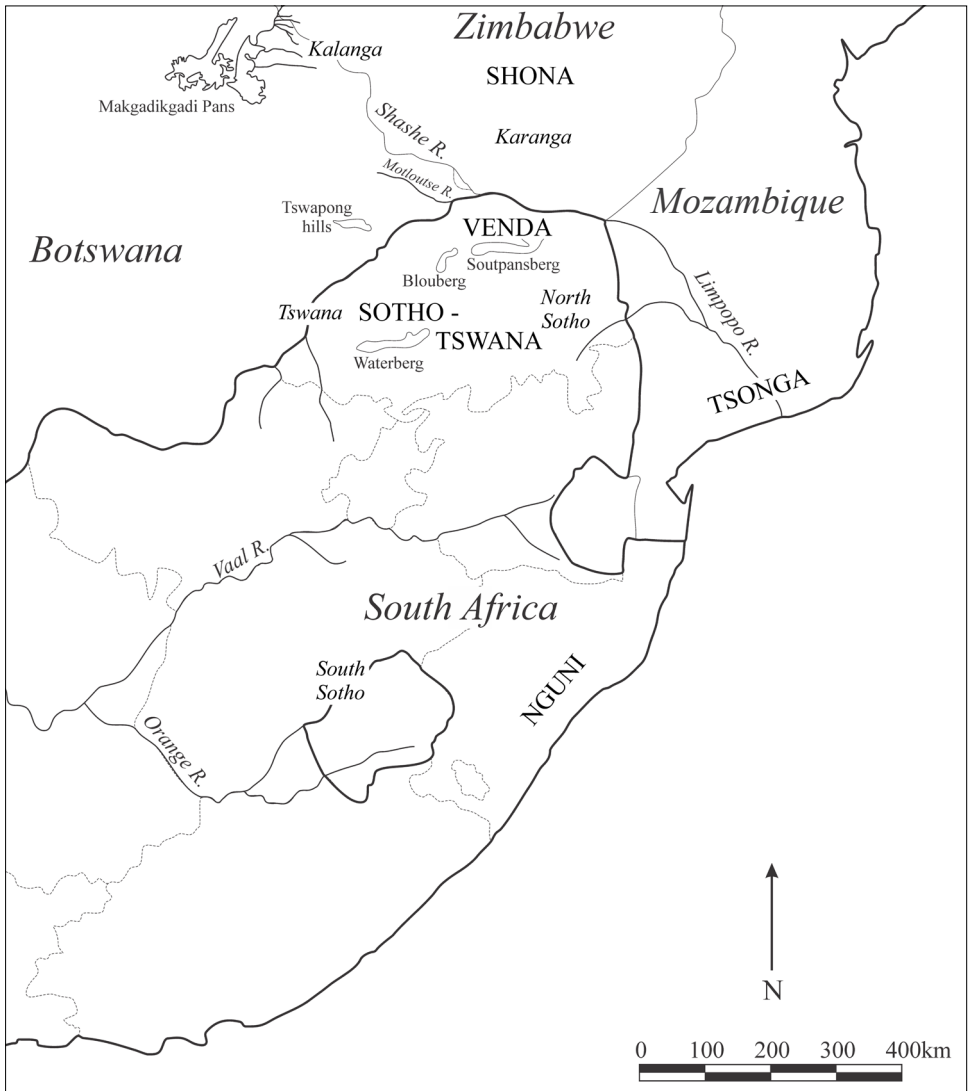 Zimbabwe
Kalanga
SHONA
Makgadikgadi Pans
Shashe R.
Karanga
Motloutse R.
Mozambique
Tswapong
hills
VENDA
Botswana
Soutpansberg
Blouberg
Limpopo R.
North
Sotho
Tswana
SOTHO -
TSWANA
Waterberg
TSONGA
Vaal R.
South Africa
South
Sotho
NGUNI
Orange R.
N
0 100 200 300 400km